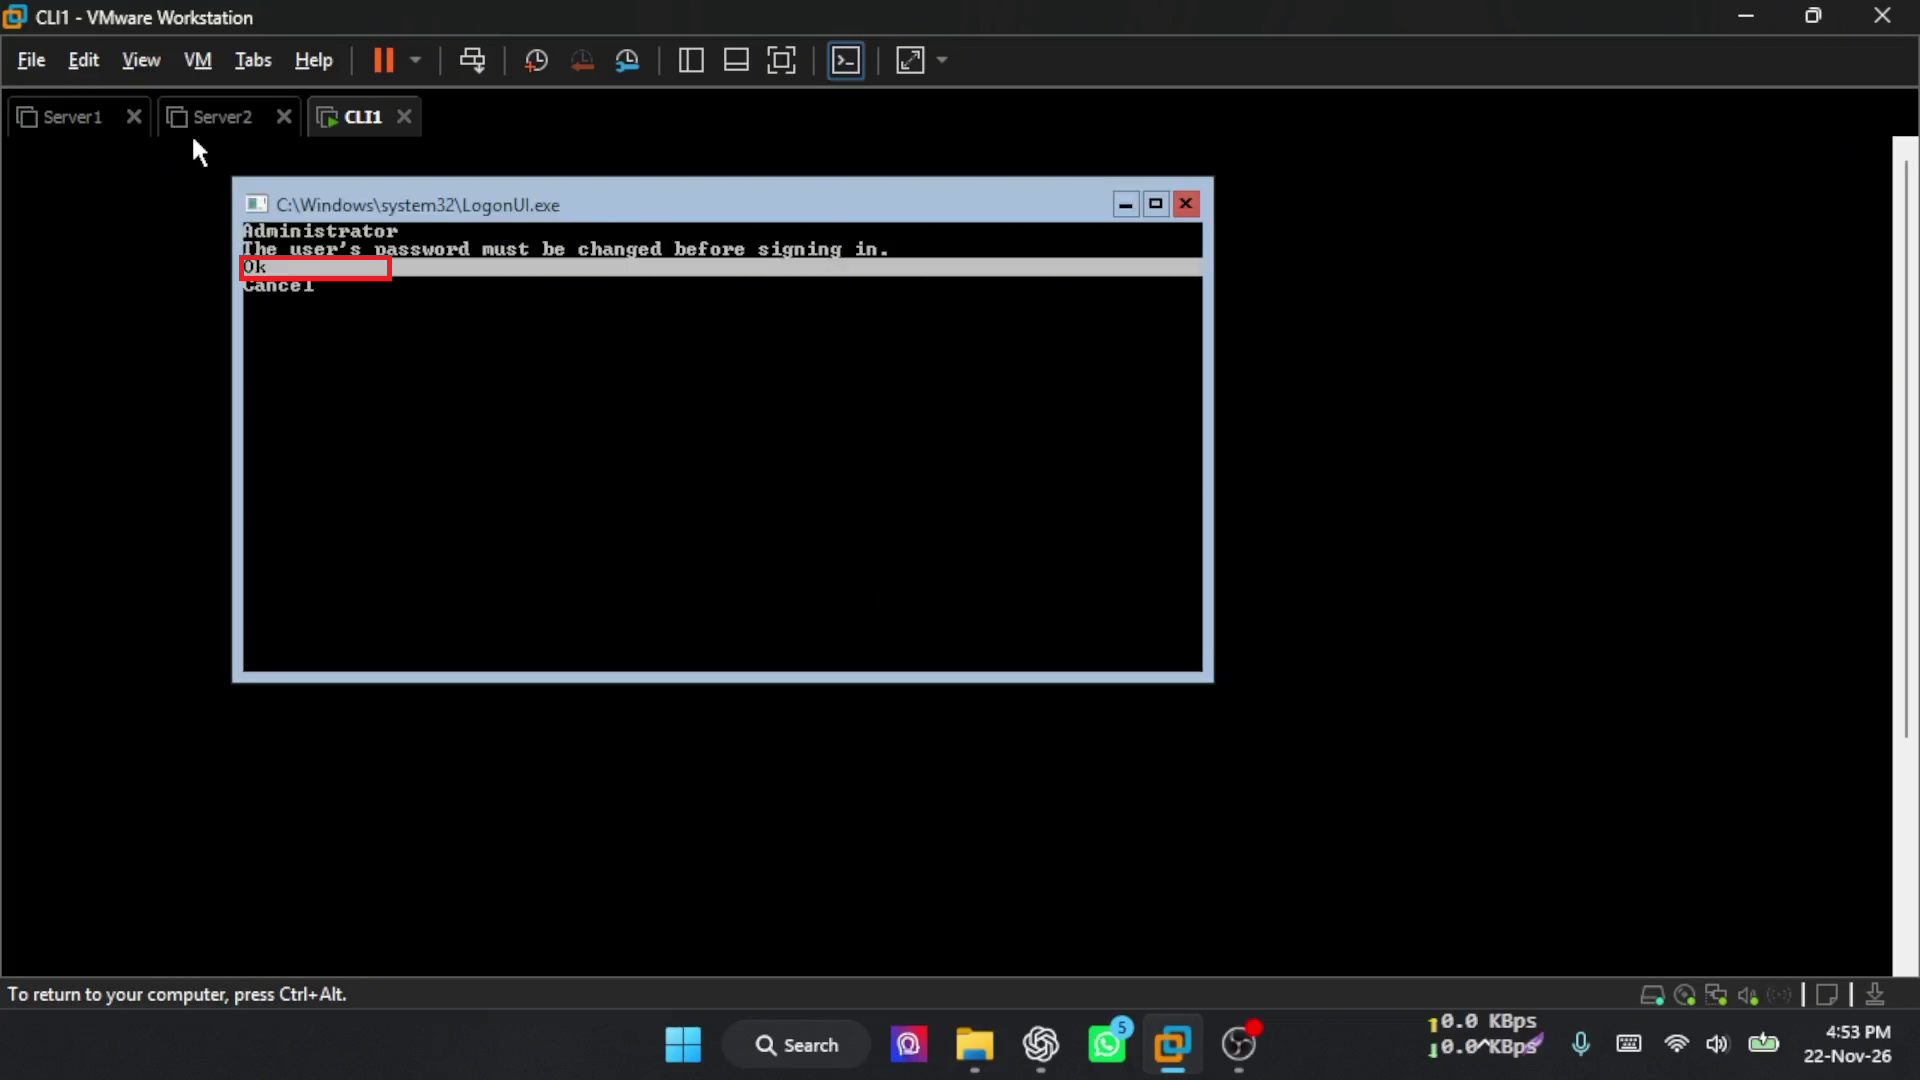 CLI1 - VMware Workstation
File Edit View VM Tabs Help
Server1 Server2 CLI1
C:\Windows\system32\LogonUI.exe
Administrator
The user's password must be changed before signing in.
Ok
Cancel
To return to your computer, press Ctrl+Alt.
Search
5
0.0 KBps
0.0 KBps
4:53 PM
22-Nov-26